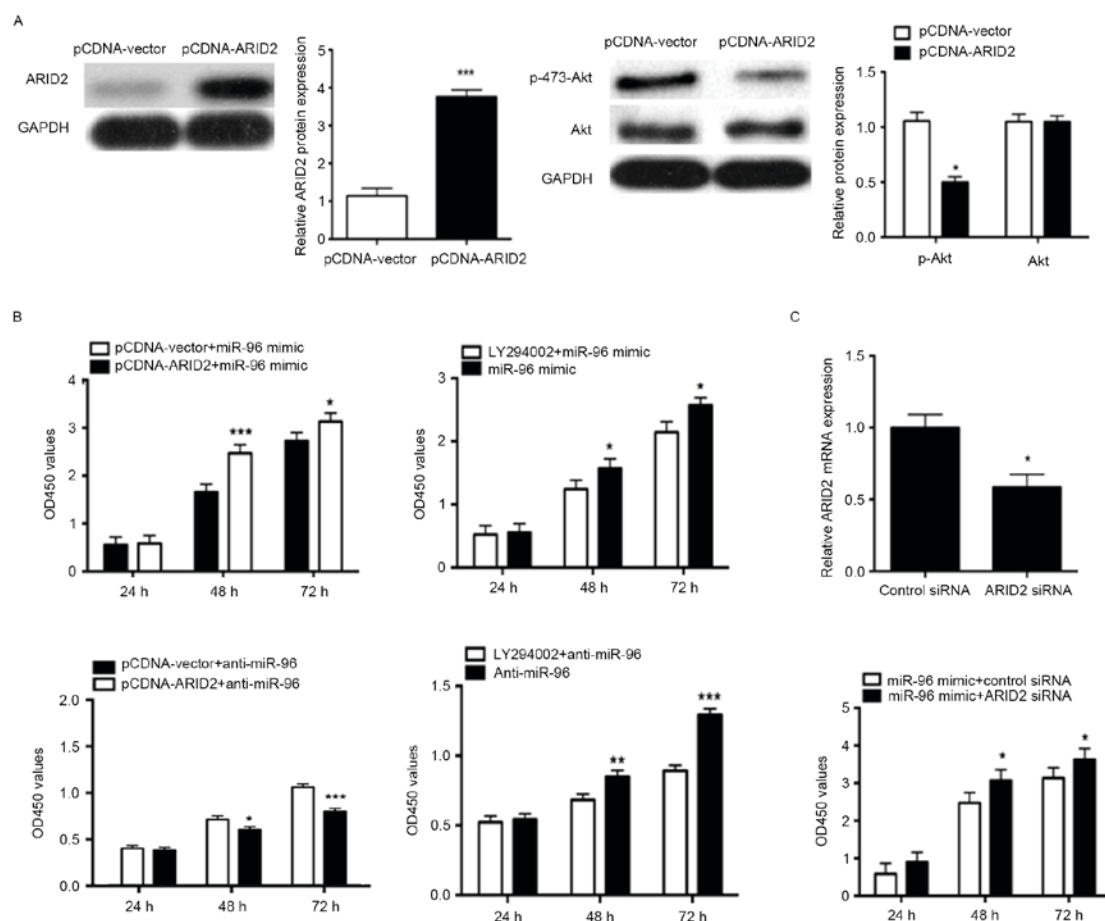 A
pCDNA-vector pCDNA-ARID2
ARID2
GAPDH
Relative ARID2 protein expression
5
4
3
2
1
0
***
pCDNA-vector pCDNA-ARID2
pCDNA-vector pCDNA-ARID2
p-473-Akt
Akt
GAPDH
pCDNA-vector
pCDNA-ARID2
Relative protein expression
1.5
1.0
0.5
0.0
*
p-Akt Akt
B
pCDNA-vector+miR-96 mimic
pCDNA-ARID2+miR-96 mimic
OD450 values
4
3
2
1
0
***
*
24 h 48 h 72 h
LY294002+miR-96 mimic
miR-96 mimic
OD450 values
3
2
1
0
*
*
24 h 48 h 72 h
C
Relative ARID2 mRNA expression
1.5
1.0
0.5
0.0
*
Control siRNA ARID2 siRNA
pCDNA-vector+anti-miR-96
pCDNA-ARID2+anti-miR-96
OD450 values
2.0
1.5
1.0
0.5
0.0
*
***
24 h 48 h 72 h
LY294002+anti-miR-96
Anti-miR-96
OD450 values
1.5
1.0
0.5
0.0
**
***
24 h 48 h 72 h
miR-96 mimic+control siRNA
miR-96 mimic+ARID2 siRNA
OD450 values
5
4
3
2
1
0
*
*
24 h 48 h 72 h